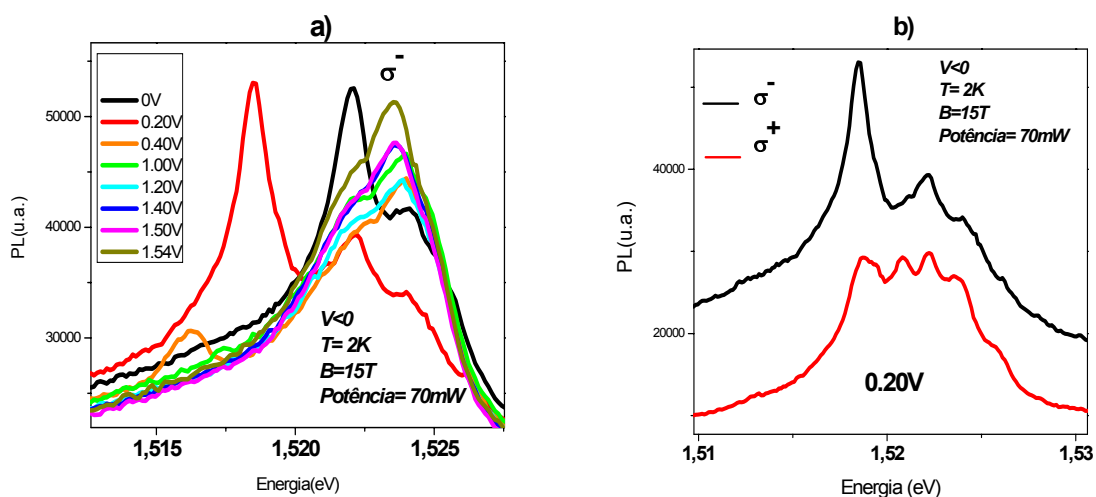 a)
σ-
0V
0.20V
0.40V
1.00V
1.20V
1.40V
1.50V
1.54V
V<0
T= 2K
B=15T
Potência= 70mW
PL(u.a.)
50000
40000
30000
1,515
1,520
1,525
Energia(eV)
b)
σ-
σ+
V<0
T= 2K
B=15T
Potência= 70mW
0.20V
PL(u.a.)
40000
20000
1,51
1,52
1,53
Energia (eV)